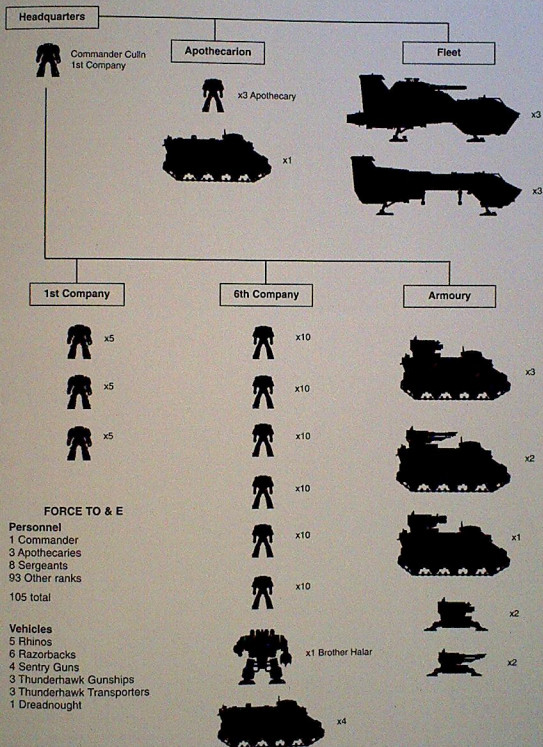 Headquarters
Commander Culln
1st Company
Apothecarion
x3 Apothecary
x1
Fleet
x3
x3
1st Company
x5
x5
x5
6th Company
x10
x10
x10
x10
x10
x10
x1 Brother Halar
x4
Armoury
x3
x2
x1
x2
x2
FORCE TO & E
Personnel
1 Commander
3 Apothecaries
8 Sergeants
93 Other ranks
105 total
Vehicles
5 Rhinos
6 Razorbacks
4 Sentry Guns
3 Thunderhawk Gunships
3 Thunderhawk Transporters
1 Dreadnought